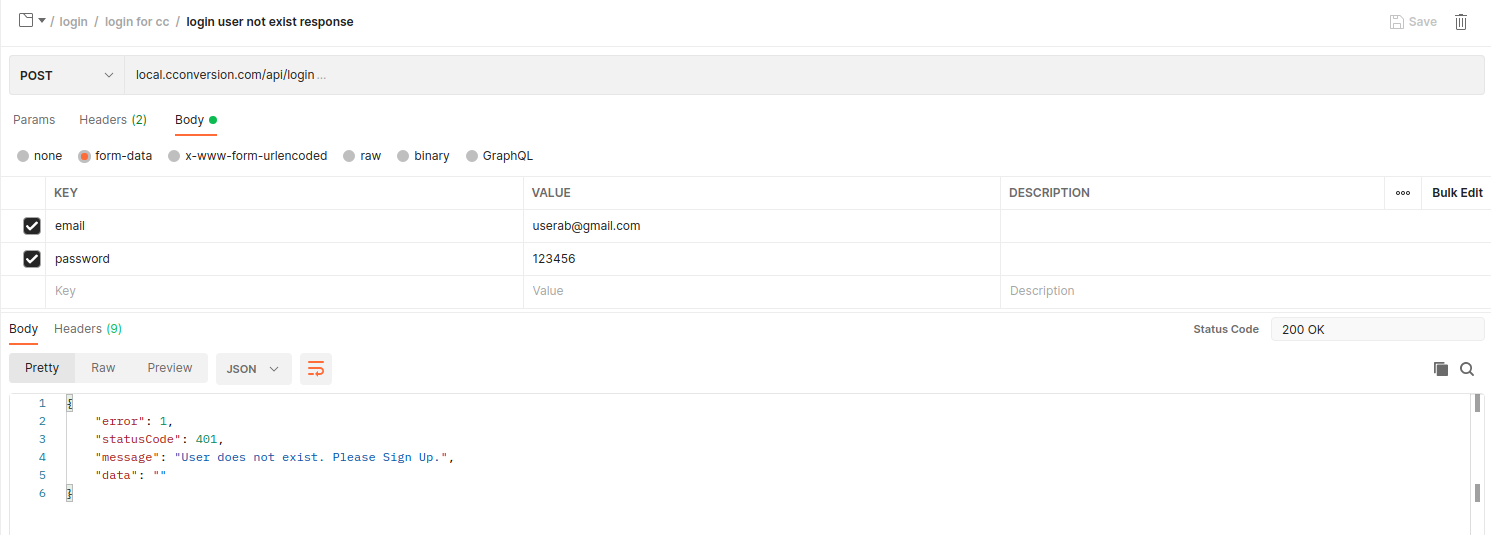 / login / login for cc / login user not exist response Save
POST local.cconversion.com/api/login ...
Params Headers (2) Body
none form-data x-www-form-urlencoded raw binary GraphQL
KEY VALUE DESCRIPTION ooo Bulk Edit
email userab@gmail.com
password 123456
Key Value Description
Body Headers (9) Status Code 200 OK
Pretty Raw Preview JSON
1 {
2 "error": 1,
3 "statusCode": 401,
4 "message": "User does not exist. Please Sign Up.",
5 "data": ""
6 }